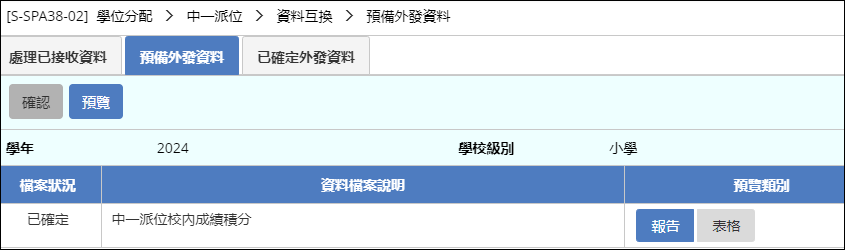 [S-SPA38-02] 學位分配 > 中一派位 > 資料互換 > 預備外發資料
處理已接收資料 預備外發資料 已確定外發資料
確認 預覽
學年 2024 學校級別 小學
檔案狀況 資料檔案說明 預覽類別
已確定 中一派位校內成績積分 報告 表格